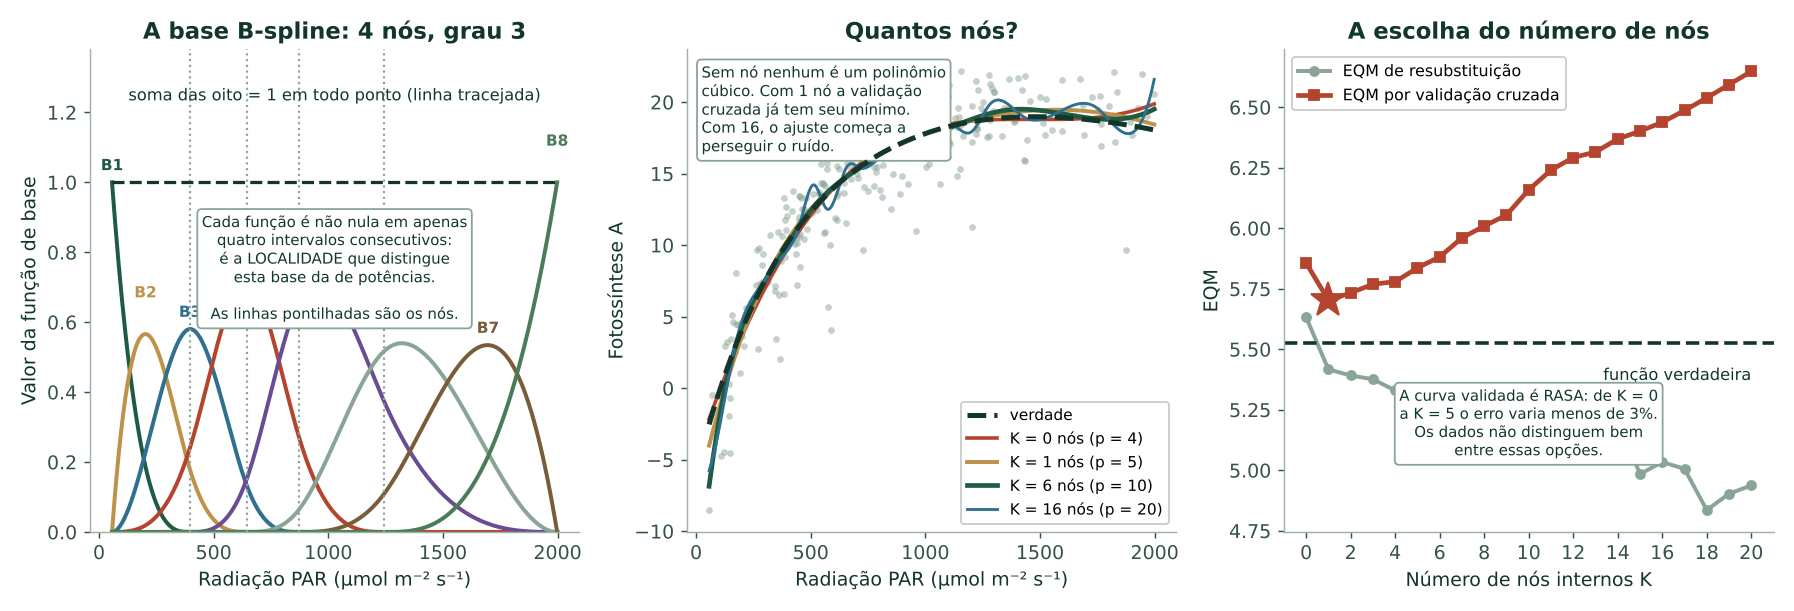 A base B-spline: 4 nós, grau 3
soma das oito = 1 em todo ponto (linha tracejada)
B1
B2
B3
B7
B8
Cada função é não nula em apenas
quatro intervalos consecutivos:
é a LOCALIDADE que distingue
esta base da de potências.
As linhas pontilhadas são os nós.
Valor da função de base
0.0
0.2
0.4
0.6
0.8
1.0
1.2
0
500
1000
1500
2000
Radiação PAR (μmol m⁻² s⁻¹)
Quantos nós?
Sem nó nenhum é um polinômio
cúbico. Com 1 nó a validação
cruzada já tem seu mínimo.
Com 16, o ajuste começa a
perseguir o ruído.
Fotossíntese A
−10
−5
0
5
10
15
20
verdade
K = 0 nós (p = 4)
K = 1 nós (p = 5)
K = 6 nós (p = 10)
K = 16 nós (p = 20)
0
500
1000
1500
2000
Radiação PAR (μmol m⁻² s⁻¹)
A escolha do número de nós
EQM de resubstituição
EQM por validação cruzada
função verdadeira
A curva validada é RASA: de K = 0
a K = 5 o erro varia menos de 3%.
Os dados não distinguem bem
entre essas opções.
EQM
4.75
5.00
5.25
5.50
5.75
6.00
6.25
6.50
0
2
4
6
8
10
12
14
16
18
20
Número de nós internos K